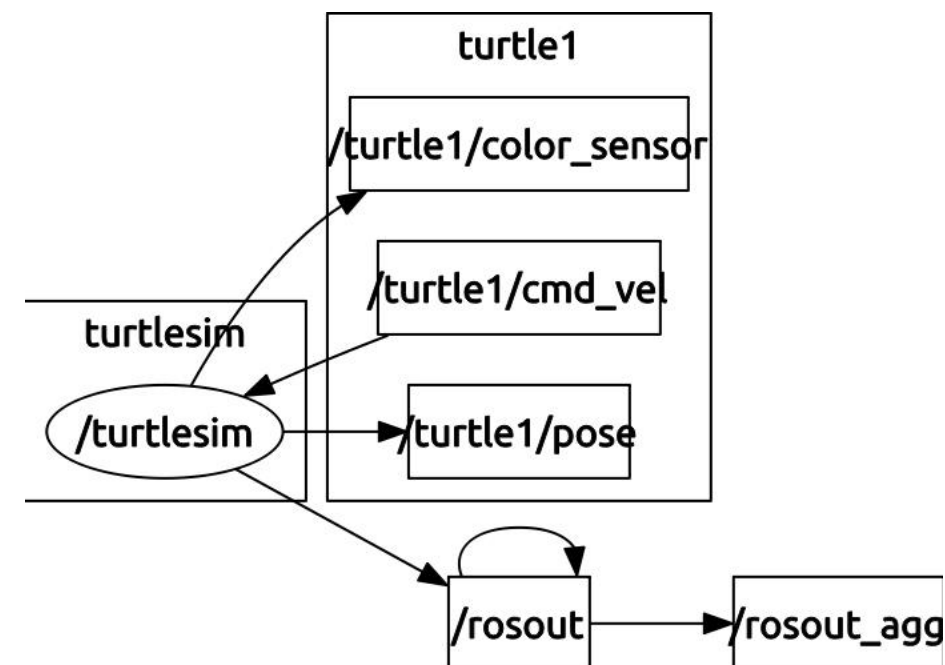 turtle1
/turtle1/color_sensor
/turtle1/cmd_vel
turtlesim
/turtlesim
/turtle1/pose
/rosout
/rosout_agg